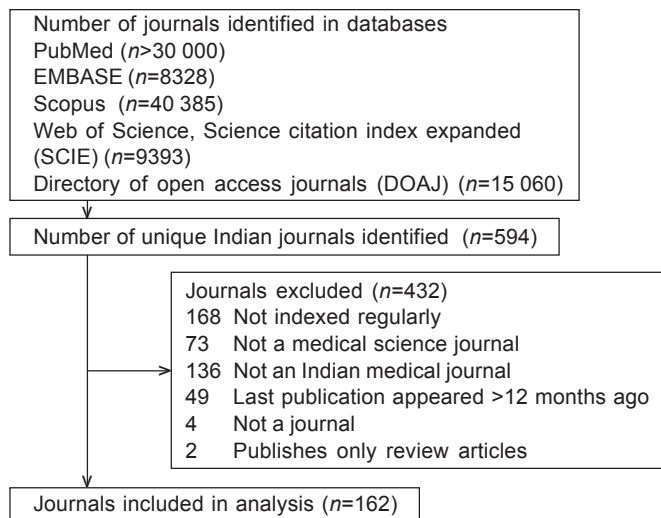 Number of journals identified in databases
PubMed (n>30 000)
EMBASE (n=8328)
Scopus (n=40 385)
Web of Science, Science citation index expanded
(SCIE) (n=9393)
Directory of open access journals (DOAJ) (n=15 060)
Number of unique Indian journals identified (n=594)
Journals excluded (n=432)
168 Not indexed regularly
73 Not a medical science journal
136 Not an Indian medical journal
49 Last publication appeared >12 months ago
4 Not a journal
2 Publishes only review articles
Journals included in analysis (n=162)